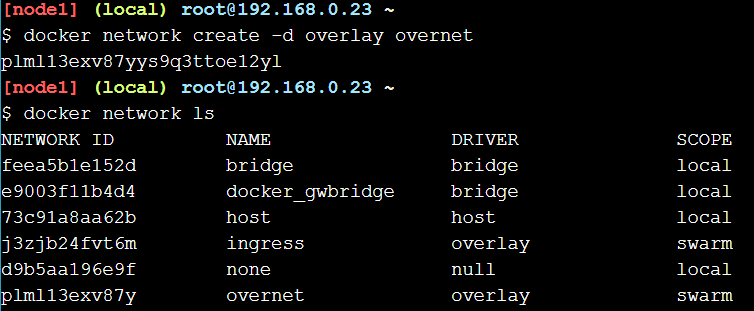 [node1] (local) root@192.168.0.23 ~
$ docker network create -d overlay overnet
plml13exv87yys9q3ttoe12yl
[node1] (local) root@192.168.0.23 ~
$ docker network ls
NETWORK ID NAME DRIVER SCOPE
feea5b1e152d bridge bridge local
e9003f11b4d4 docker_gwbridge bridge local
73c91a8aa62b host host local
j3zjb24fvt6m ingress overlay swarm
d9b5aa196e9f none null local
plml13exv87y overnet overlay swarm